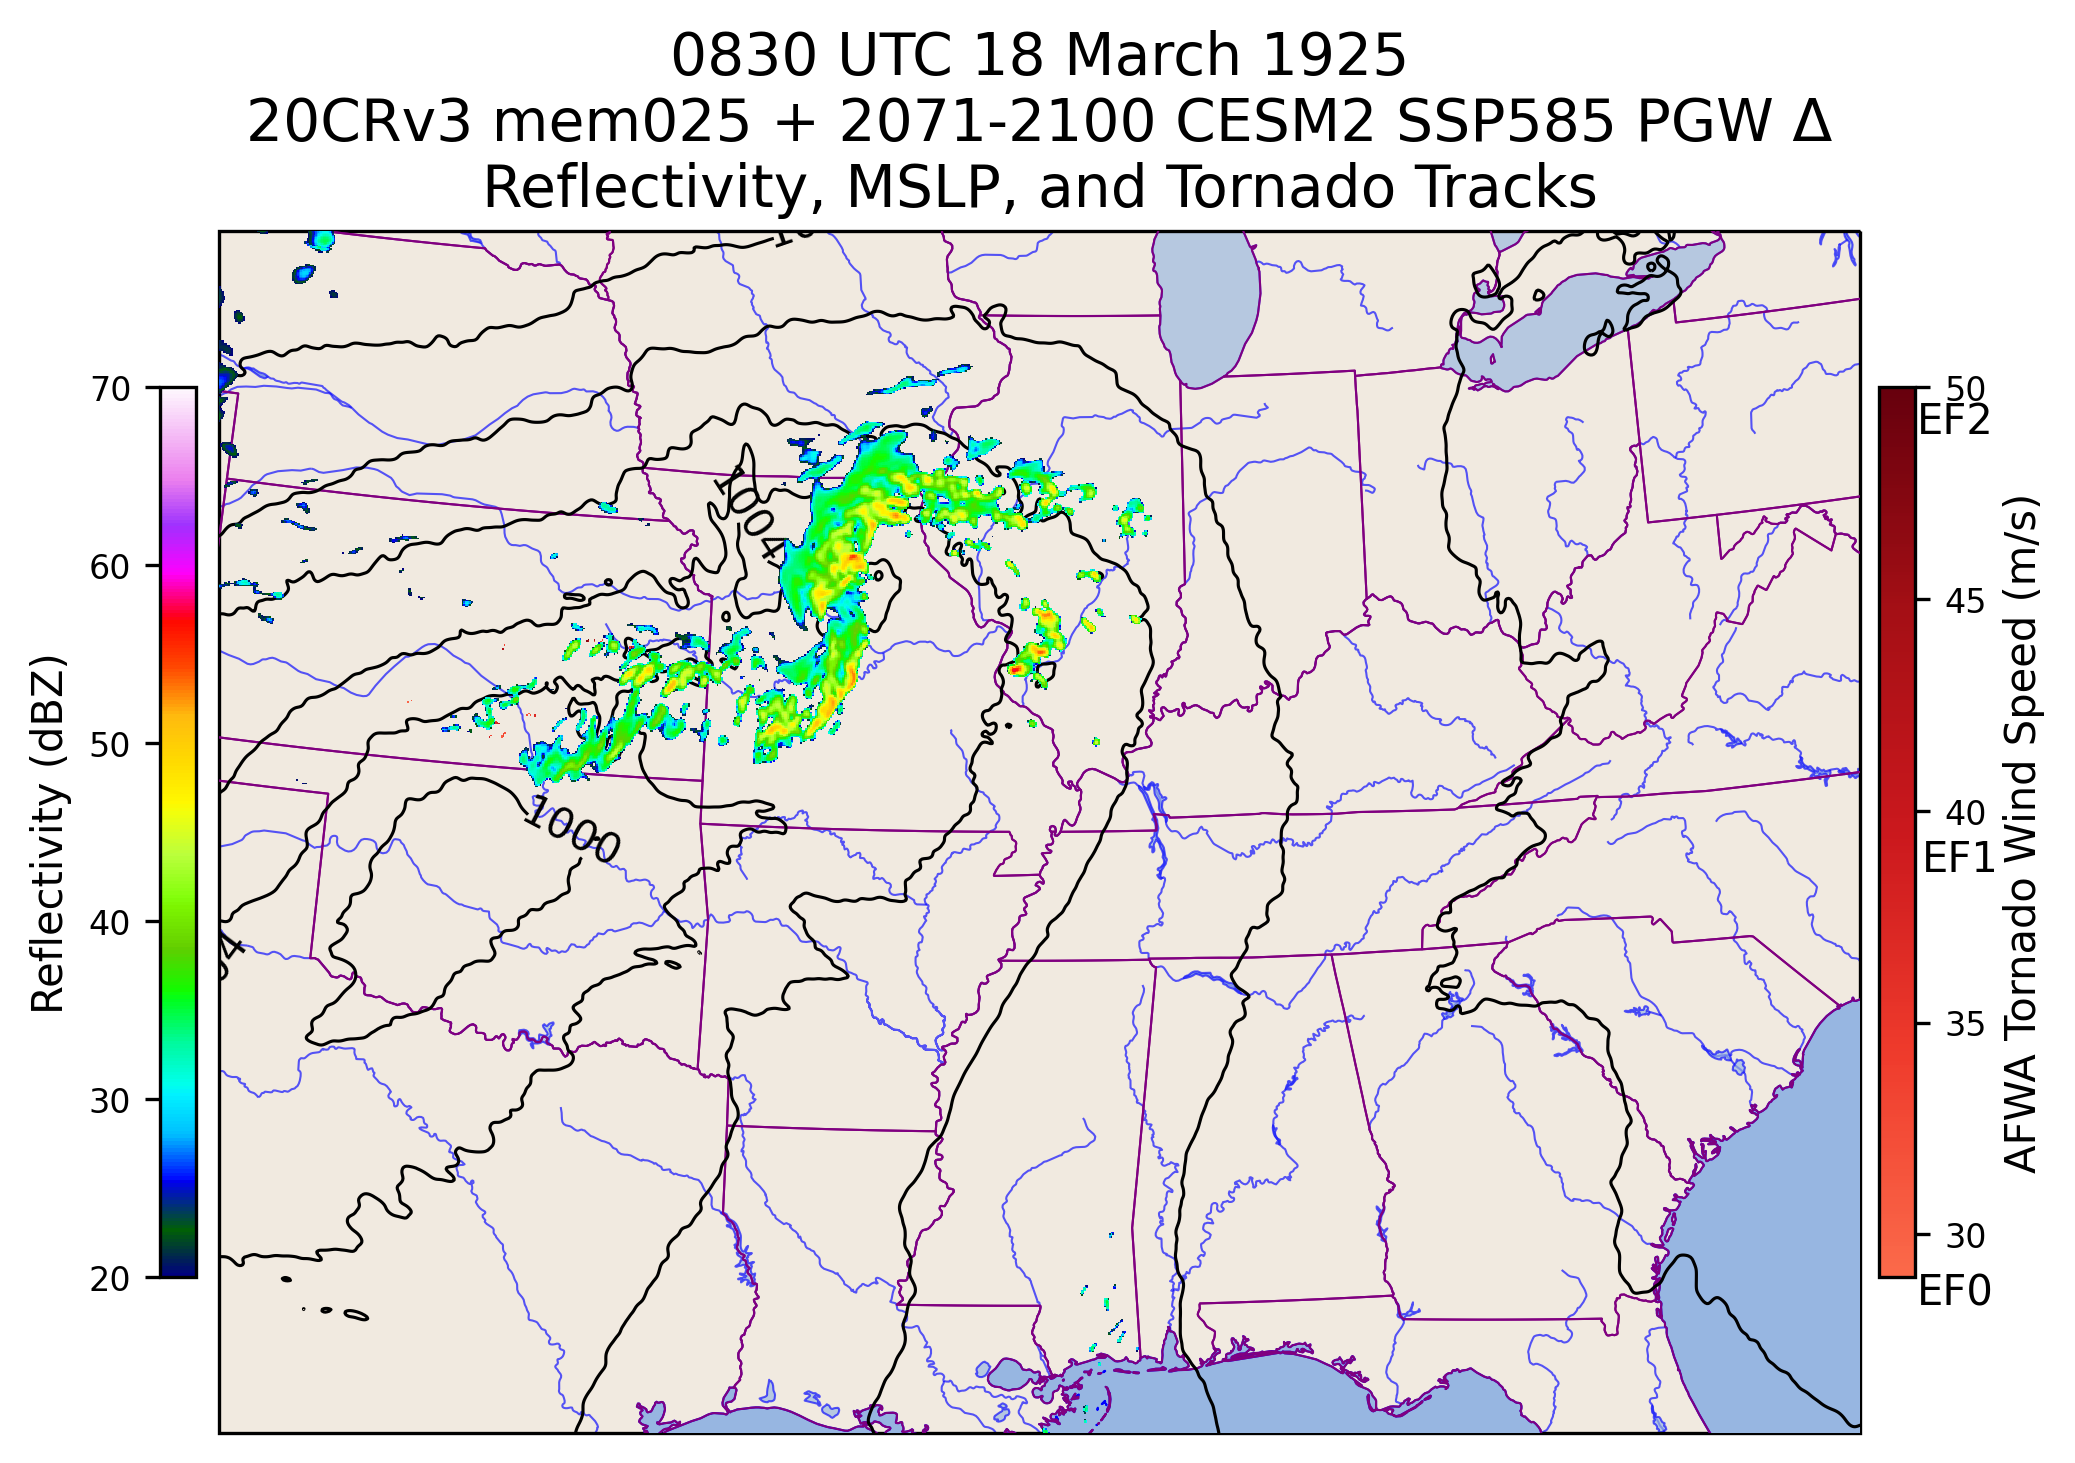 0830 UTC 18 March 1925
20CRv3 mem025 + 2071-2100 CESM2 SSP585 PGW Δ
Reflectivity, MSLP, and Tornado Tracks
70
60
50
40
30
20
Reflectivity (dBZ)
1004
1000
50
EF2
45
40
EF1
35
30
EF0
AFWA Tornado Wind Speed (m/s)